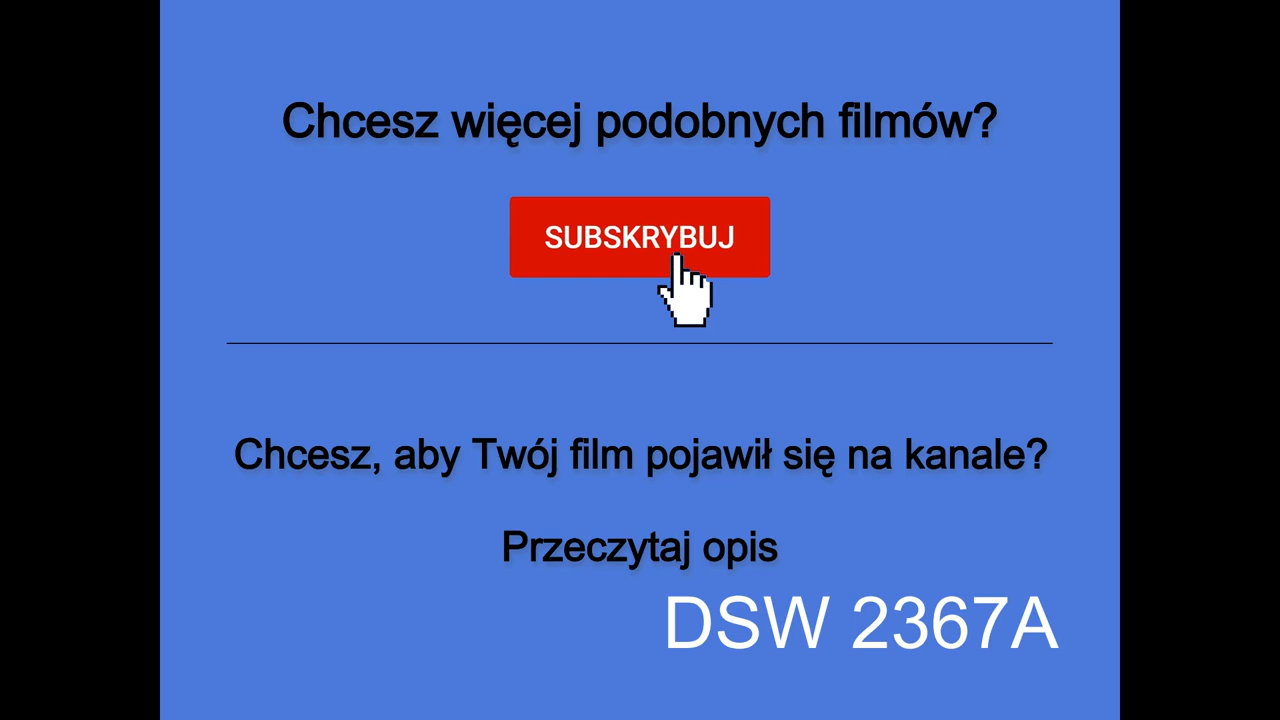 Chcesz więcej podobnych filmów?
SUBSKRYBUJ
Chcesz, aby Twój film pojawił się na kanale?
Przeczytaj opis
DSW 2367A